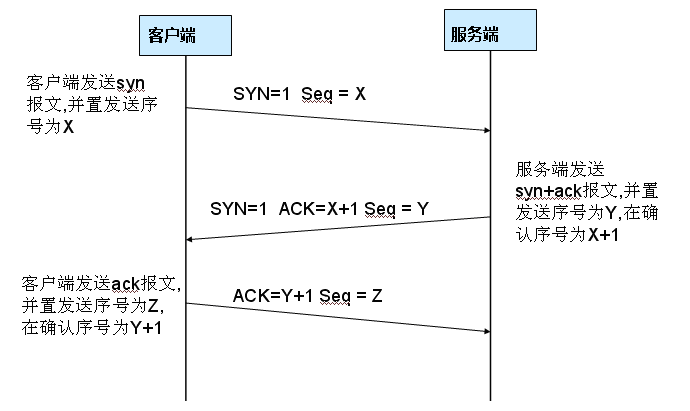 客户端
服务端
客户端发送syn
报文,并置发送序
号为X
SYN=1 Seq = X
服务端发送
syn+ack报文,并置
发送序号为Y,在确
认序号为X+1
SYN=1 ACK=X+1 Seq = Y
客户端发送ack报文,
并置发送序号为Z,
在确认序号为Y+1
ACK=Y+1 Seq = Z